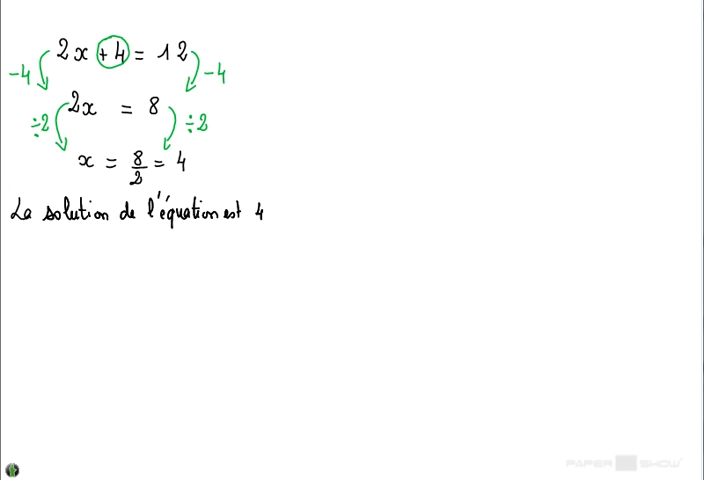 2x + 4 = 12
-4 -4
2x = 8
÷2 ÷2
x = 8/2 = 4
La solution de l'équation est 4
PAPER SHOW